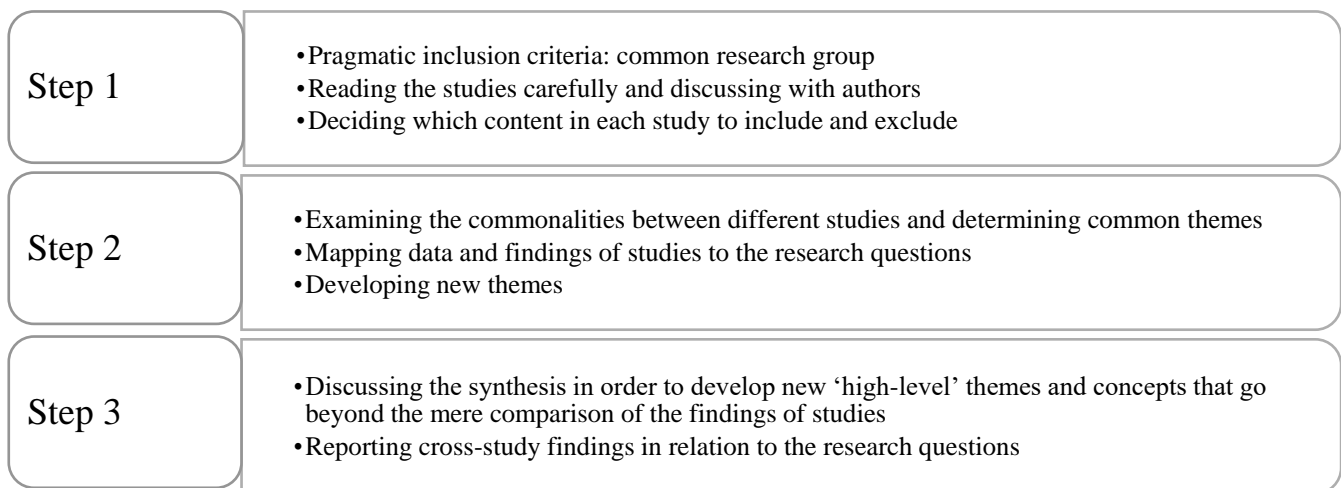 Step 1
•Pragmatic inclusion criteria: common research group
•Reading the studies carefully and discussing with authors
•Deciding which content in each study to include and exclude
Step 2
•Examining the commonalities between different studies and determining common themes
•Mapping data and findings of studies to the research questions
•Developing new themes
Step 3
•Discussing the synthesis in order to develop new ‘high-level’ themes and concepts that go
beyond the mere comparison of the findings of studies
•Reporting cross-study findings in relation to the research questions